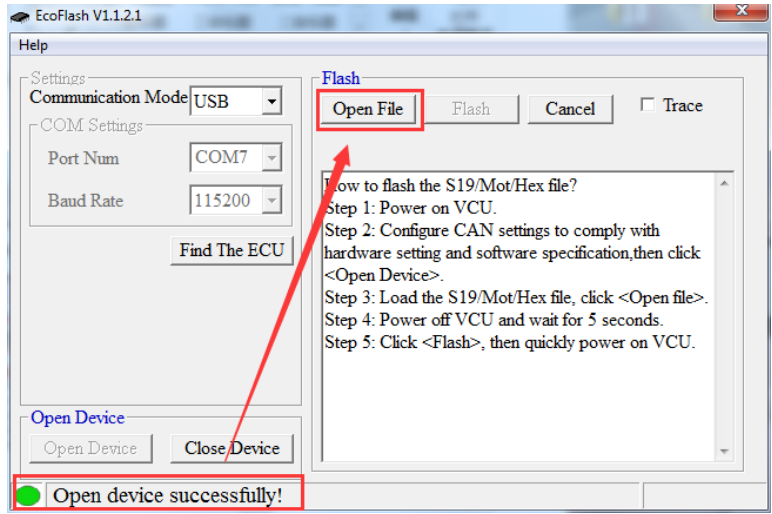 EcoFlash V1.1.2.1
Help
Settings
Communication Mode USB
COM Settings
Port Num COM7
Baud Rate 115200
Find The ECU
Open Device
Open Device Close Device
Open device successfully!
Flash
Open File Flash Cancel Trace
How to flash the S19/Mot/Hex file?
Step 1: Power on VCU.
Step 2: Configure CAN settings to comply with
hardware setting and software specification,then click
<Open Device>.
Step 3: Load the S19/Mot/Hex file, click <Open file>.
Step 4: Power off VCU and wait for 5 seconds.
Step 5: Click <Flash>, then quickly power on VCU.